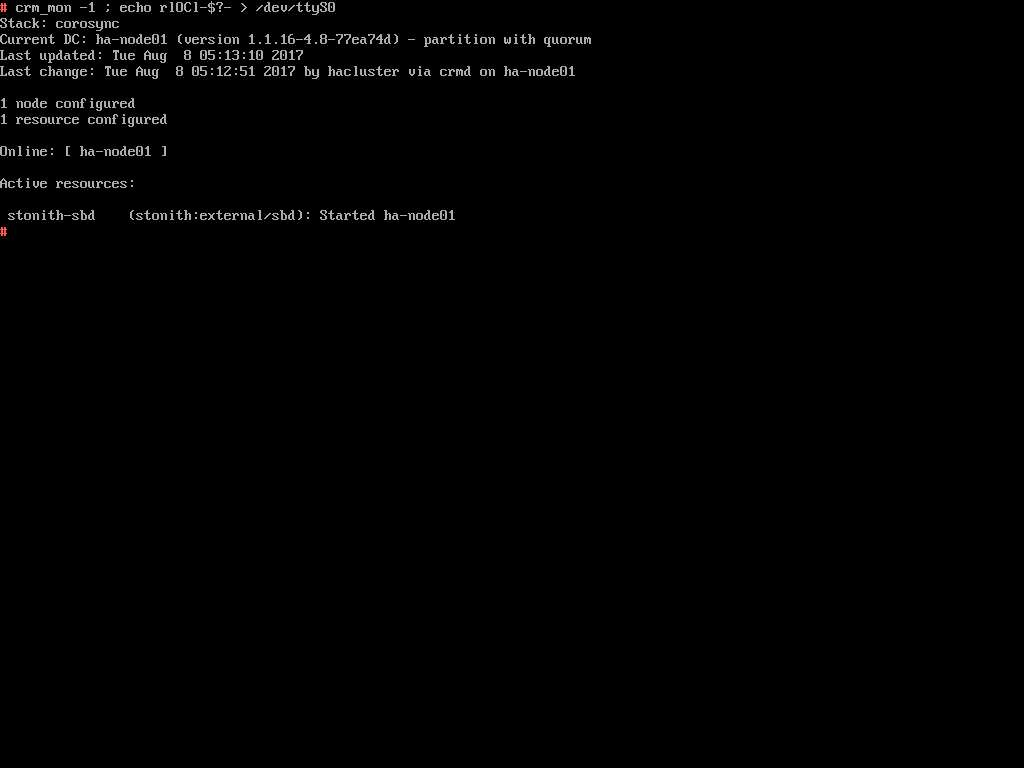 # crm_mon -1 ; echo rlOCl-$?- > /dev/ttyS0
Stack: corosync
Current DC: ha-node01 (version 1.1.16-4.8-77ea74d) - partition with quorum
Last updated: Tue Aug  8 05:13:10 2017
Last change: Tue Aug  8 05:12:51 2017 by hacluster via crmd on ha-node01
1 node configured
1 resource configured
Online: [ ha-node01 ]
Active resources:
 stonith-sbd    (stonith:external/sbd): Started ha-node01
#